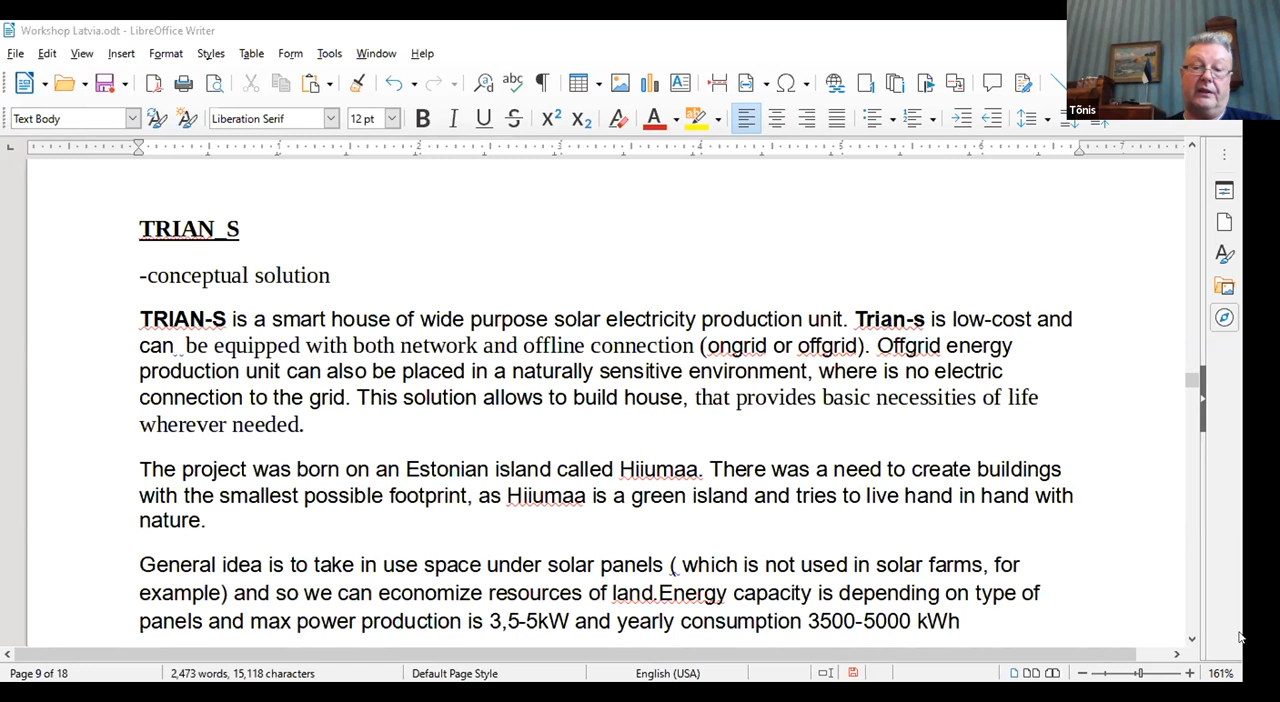 Workshop Latvia.odt - LibreOffice Writer
File Edit View Insert Format Styles Table Form Tools Window Help
Text Body Liberation Serif 12 pt
Tõnis
1 2 3 4 5 6 7
TRIAN_S
-conceptual solution
TRIAN-S is a smart house of wide purpose solar electricity production unit. Trian-s is low-cost and
can be equipped with both network and offline connection (ongrid or offgrid). Offgrid energy
production unit can also be placed in a naturally sensitive environment, where is no electric
connection to the grid. This solution allows to build house, that provides basic necessities of life
wherever needed.
The project was born on an Estonian island called Hiiumaa. There was a need to create buildings
with the smallest possible footprint, as Hiiumaa is a green island and tries to live hand in hand with
nature.
General idea is to take in use space under solar panels ( which is not used in solar farms, for
example) and so we can economize resources of land.Energy capacity is depending on type of
panels and max power production is 3,5-5kW and yearly consumption 3500-5000 kWh
Page 9 of 18 2,473 words, 15,118 characters Default Page Style English (USA) 161%